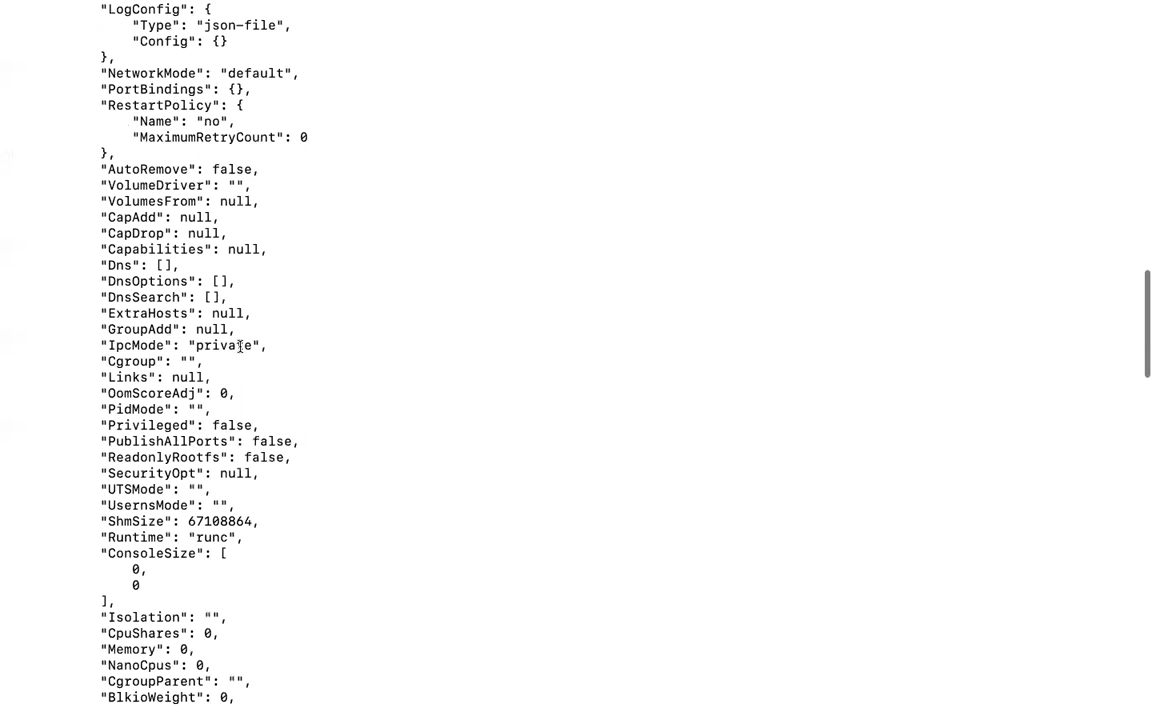 "LogConfig": {
"Type": "json-file",
"Config": {}
},
"NetworkMode": "default",
"PortBindings": {},
"RestartPolicy": {
"Name": "no",
"MaximumRetryCount": 0
},
"AutoRemove": false,
"VolumeDriver": "",
"VolumesFrom": null,
"CapAdd": null,
"CapDrop": null,
"Capabilities": null,
"Dns": [],
"DnsOptions": [],
"DnsSearch": [],
"ExtraHosts": null,
"GroupAdd": null,
"IpcMode": "private",
"Cgroup": "",
"Links": null,
"OomScoreAdj": 0,
"PidMode": "",
"Privileged": false,
"PublishAllPorts": false,
"ReadonlyRootfs": false,
"SecurityOpt": null,
"UTSMode": "",
"UsernsMode": "",
"ShmSize": 67108864,
"Runtime": "runc",
"ConsoleSize": [
0,
0
],
"Isolation": "",
"CpuShares": 0,
"Memory": 0,
"NanoCpus": 0,
"CgroupParent": "",
"BlkioWeight": 0,